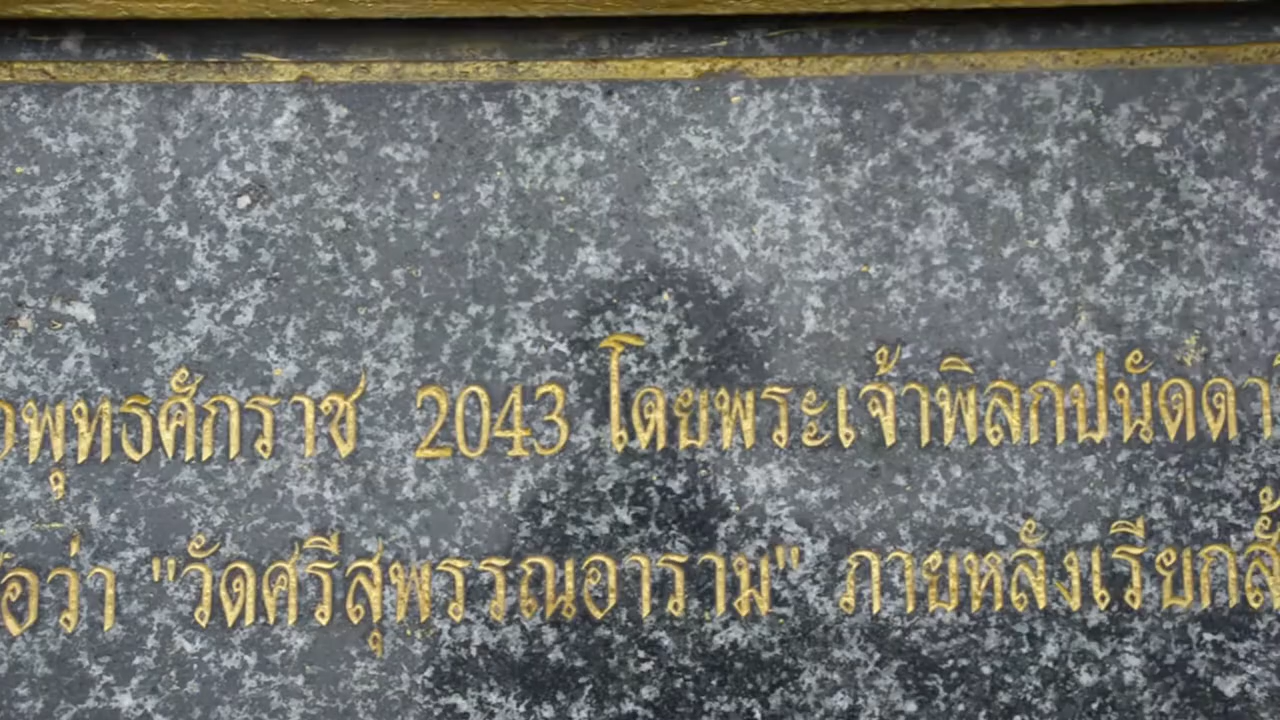 พุทธศักราช 2043 โดยพระเจ้าพิลกปนัดดา
ว่า "วัดศรีสุพรรณอาราม" ภายหลังเรียกสั้